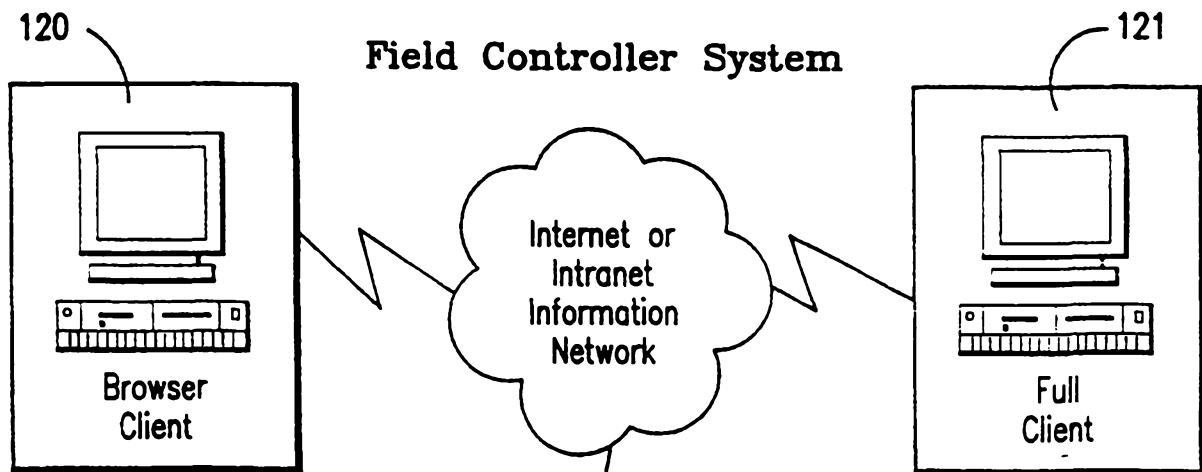 120
Field Controller System
121
Internet or
Intranet
Information
Network
Browser
Client
Full
Client